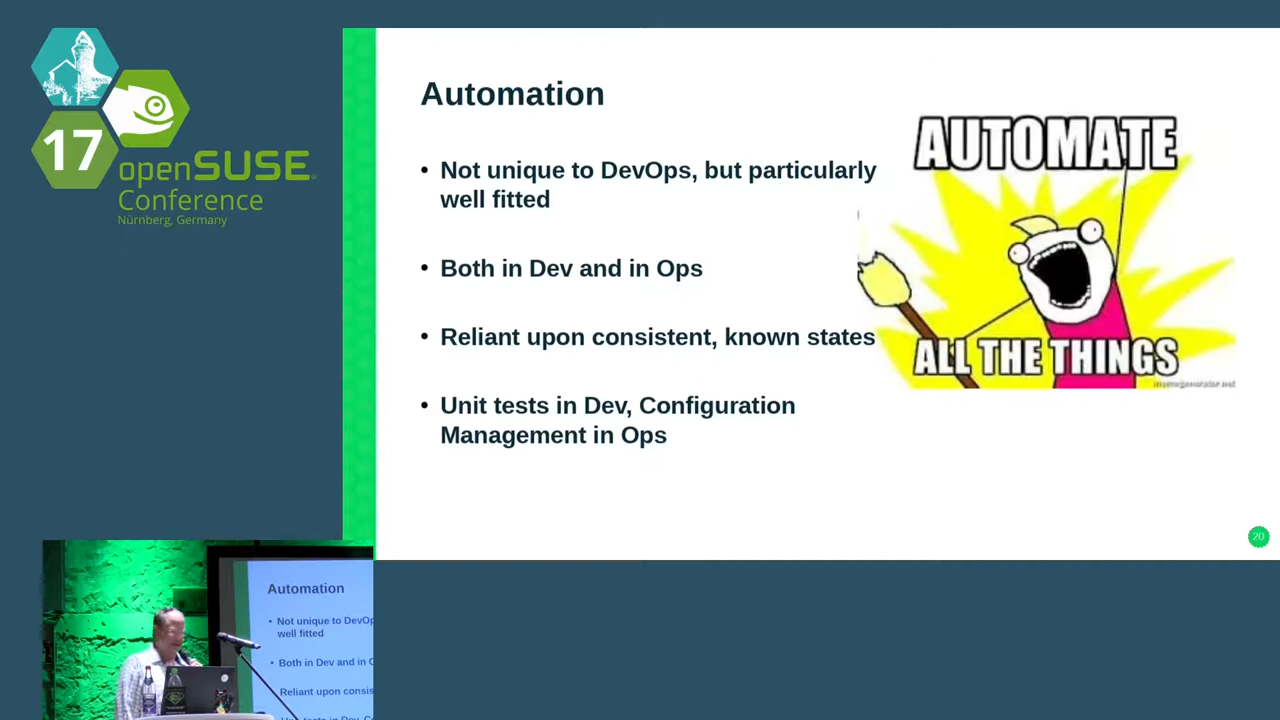 17
openSUSE
Conference
Nürnberg, Germany
Automation
• Not unique to DevOps, but particularly
well fitted
• Both in Dev and in Ops
• Reliant upon consistent, known states
• Unit tests in Dev, Configuration
Management in Ops
AUTOMATE
ALL THE THINGS
memegenerator.net
20
Automation
• Not unique to DevOp
well fitted
• Both in Dev and in O
Reliant upon consis